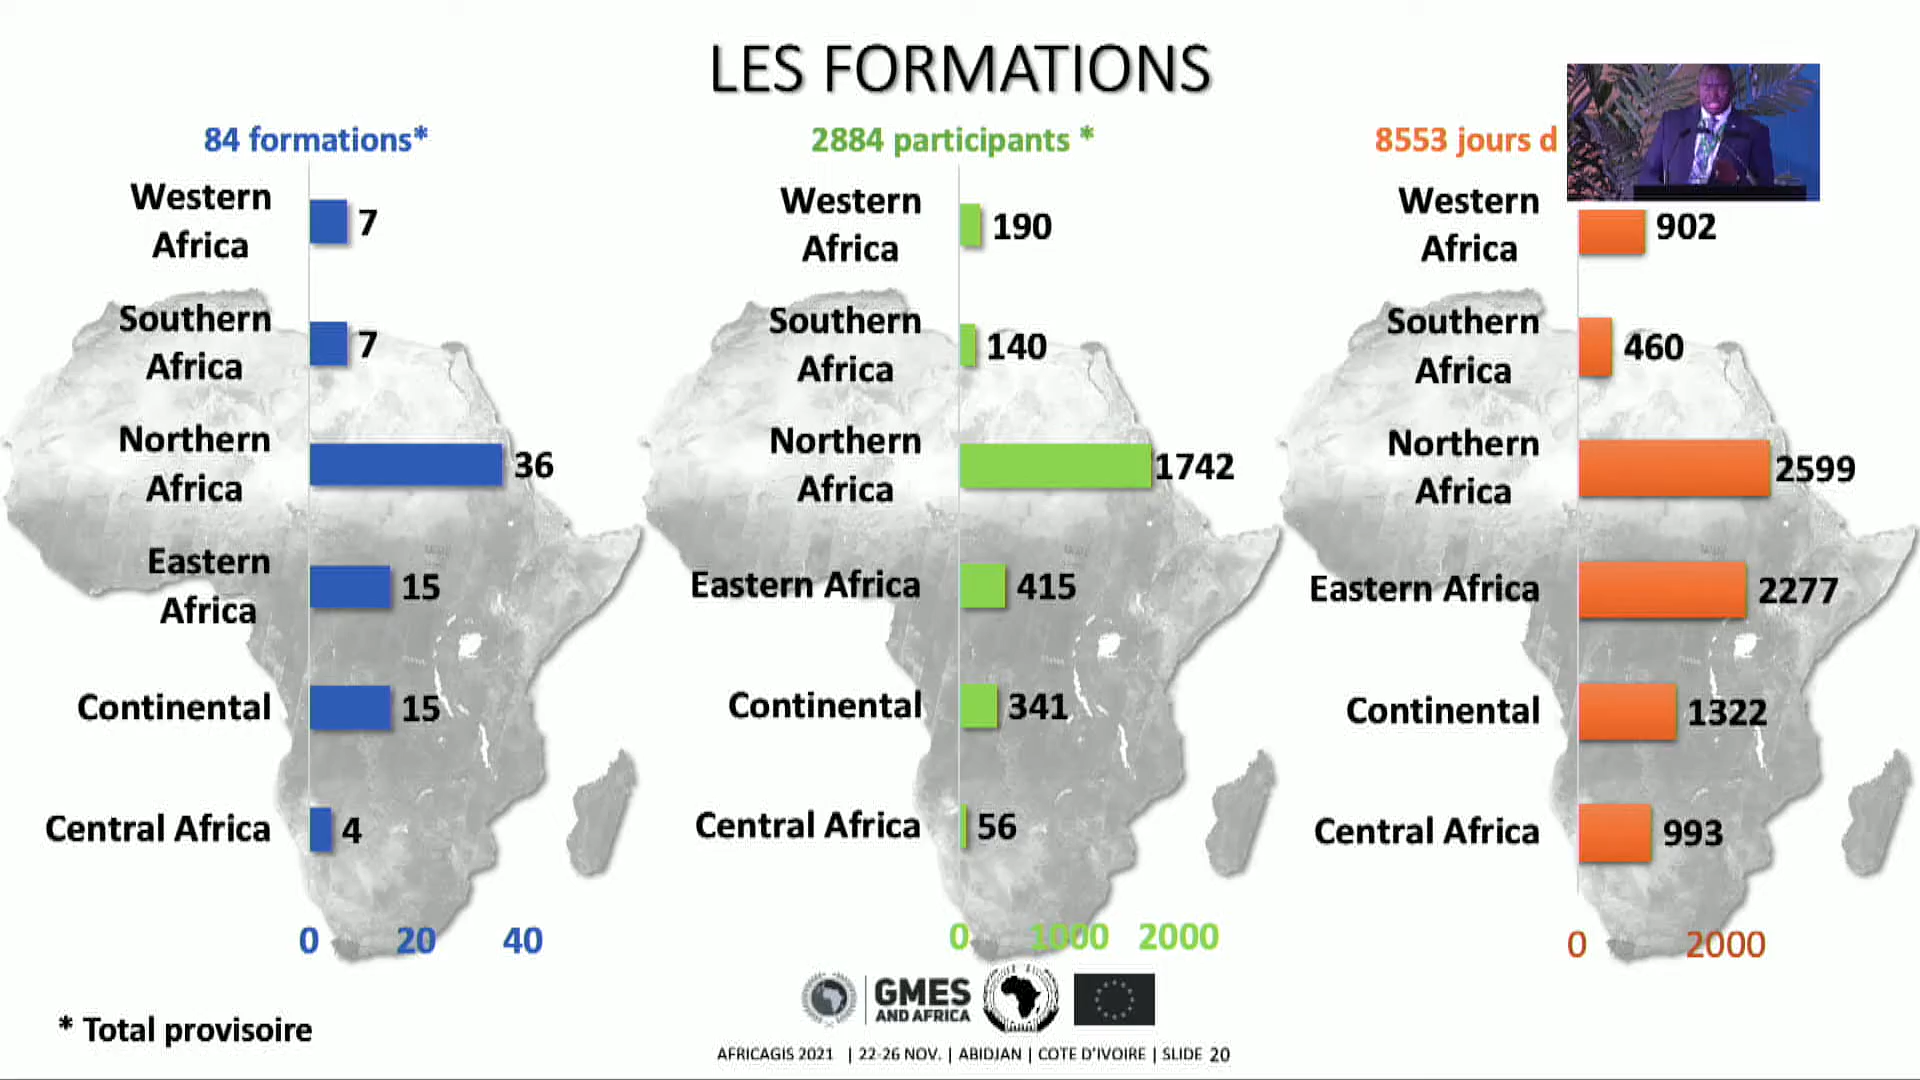 LES FORMATIONS
84 formations*
Western
Africa
7
Southern
Africa
7
Northern
Africa
36
Eastern
Africa
15
Continental
15
Central Africa
4
0 20 40
2884 participants *
Western
Africa
190
Southern
Africa
140
Northern
Africa
1742
Eastern Africa
415
Continental
341
Central Africa
56
0 1000 2000
8553 jours d
Western
Africa
902
Southern
Africa
460
Northern
Africa
2599
Eastern Africa
2277
Continental
1322
Central Africa
993
0 2000
* Total provisoire
GMES
AND AFRICA
AFRICAGIS 2021 | 22-26 NOV. | ABIDJAN | COTE D'IVOIRE | SLIDE 20